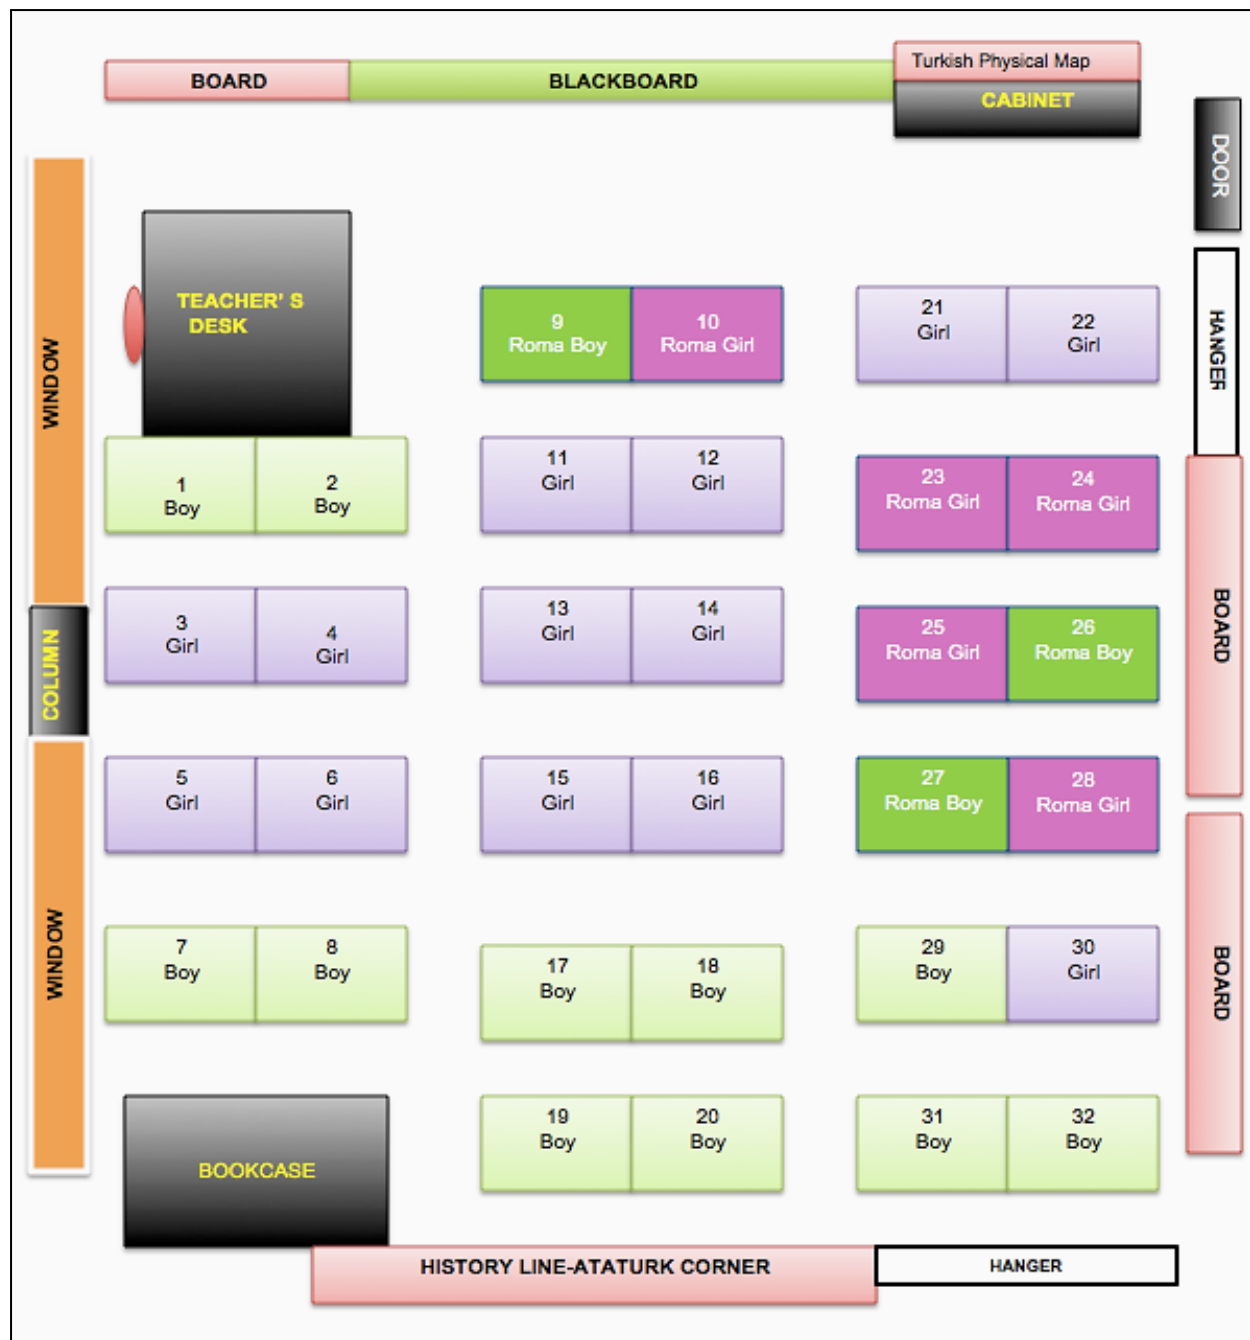 BOARD
BLACKBOARD
Turkish Physical Map
CABINET
DOOR
WINDOW
TEACHER' S
DESK
9
Roma Boy
10
Roma Girl
21
Girl
22
Girl
HANGER
1
Boy
2
Boy
11
Girl
12
Girl
23
Roma Girl
24
Roma Girl
COLUMN
3
Girl
4
Girl
13
Girl
14
Girl
25
Roma Girl
26
Roma Boy
BOARD
5
Girl
6
Girl
15
Girl
16
Girl
27
Roma Boy
28
Roma Girl
WINDOW
7
Boy
8
Boy
17
Boy
18
Boy
29
Boy
30
Girl
BOARD
BOOKCASE
19
Boy
20
Boy
31
Boy
32
Boy
HISTORY LINE-ATATURK CORNER
HANGER